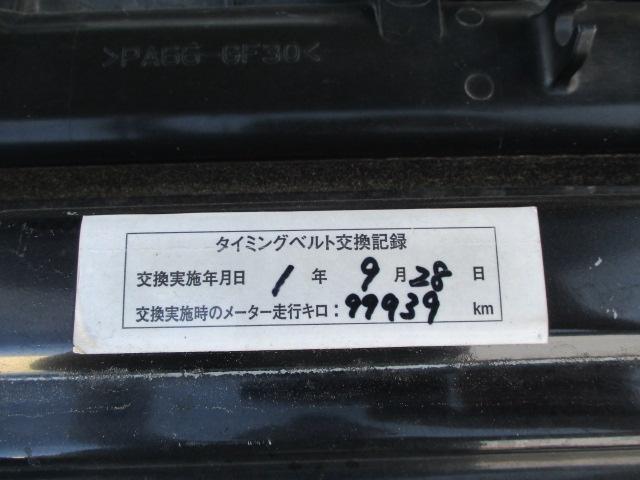 >PA66 GF30<
タイミングベルト交換記録
交換実施年月日 1 年 9 月 28 日
交換実施時のメーター走行キロ：99939 km